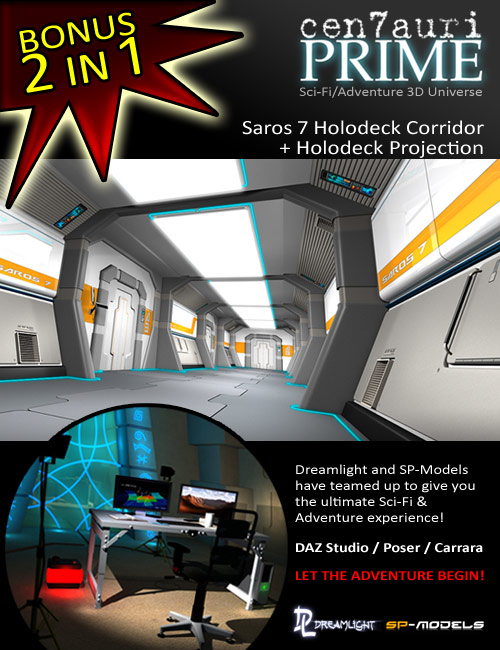 BONUS
2 IN 1
cen7auri
PRIME
Sci-Fi/Adventure 3D Universe
Saros 7 Holodeck Corridor
+ Holodeck Projection
SAROS 7
SAROS 7
Dreamlight and SP-Models
have teamed up to give you
the ultimate Sci-Fi &
Adventure experience!
DAZ Studio / Poser / Carrara
LET THE ADVENTURE BEGIN!
DL DREAMLIGHT SP-MODELS